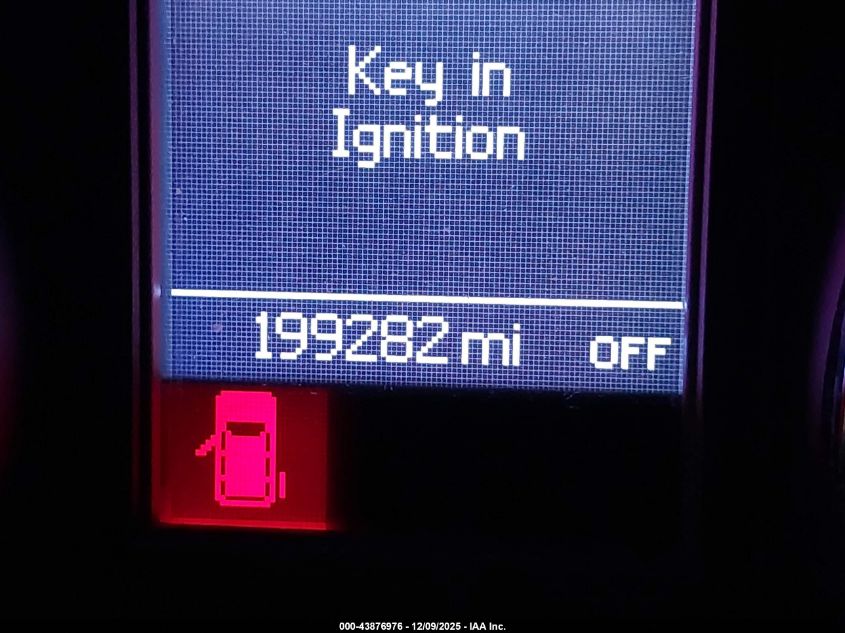 Key in
Ignition
199282 mi OFF
000-43876976 - 12/09/2025 - IAA Inc.